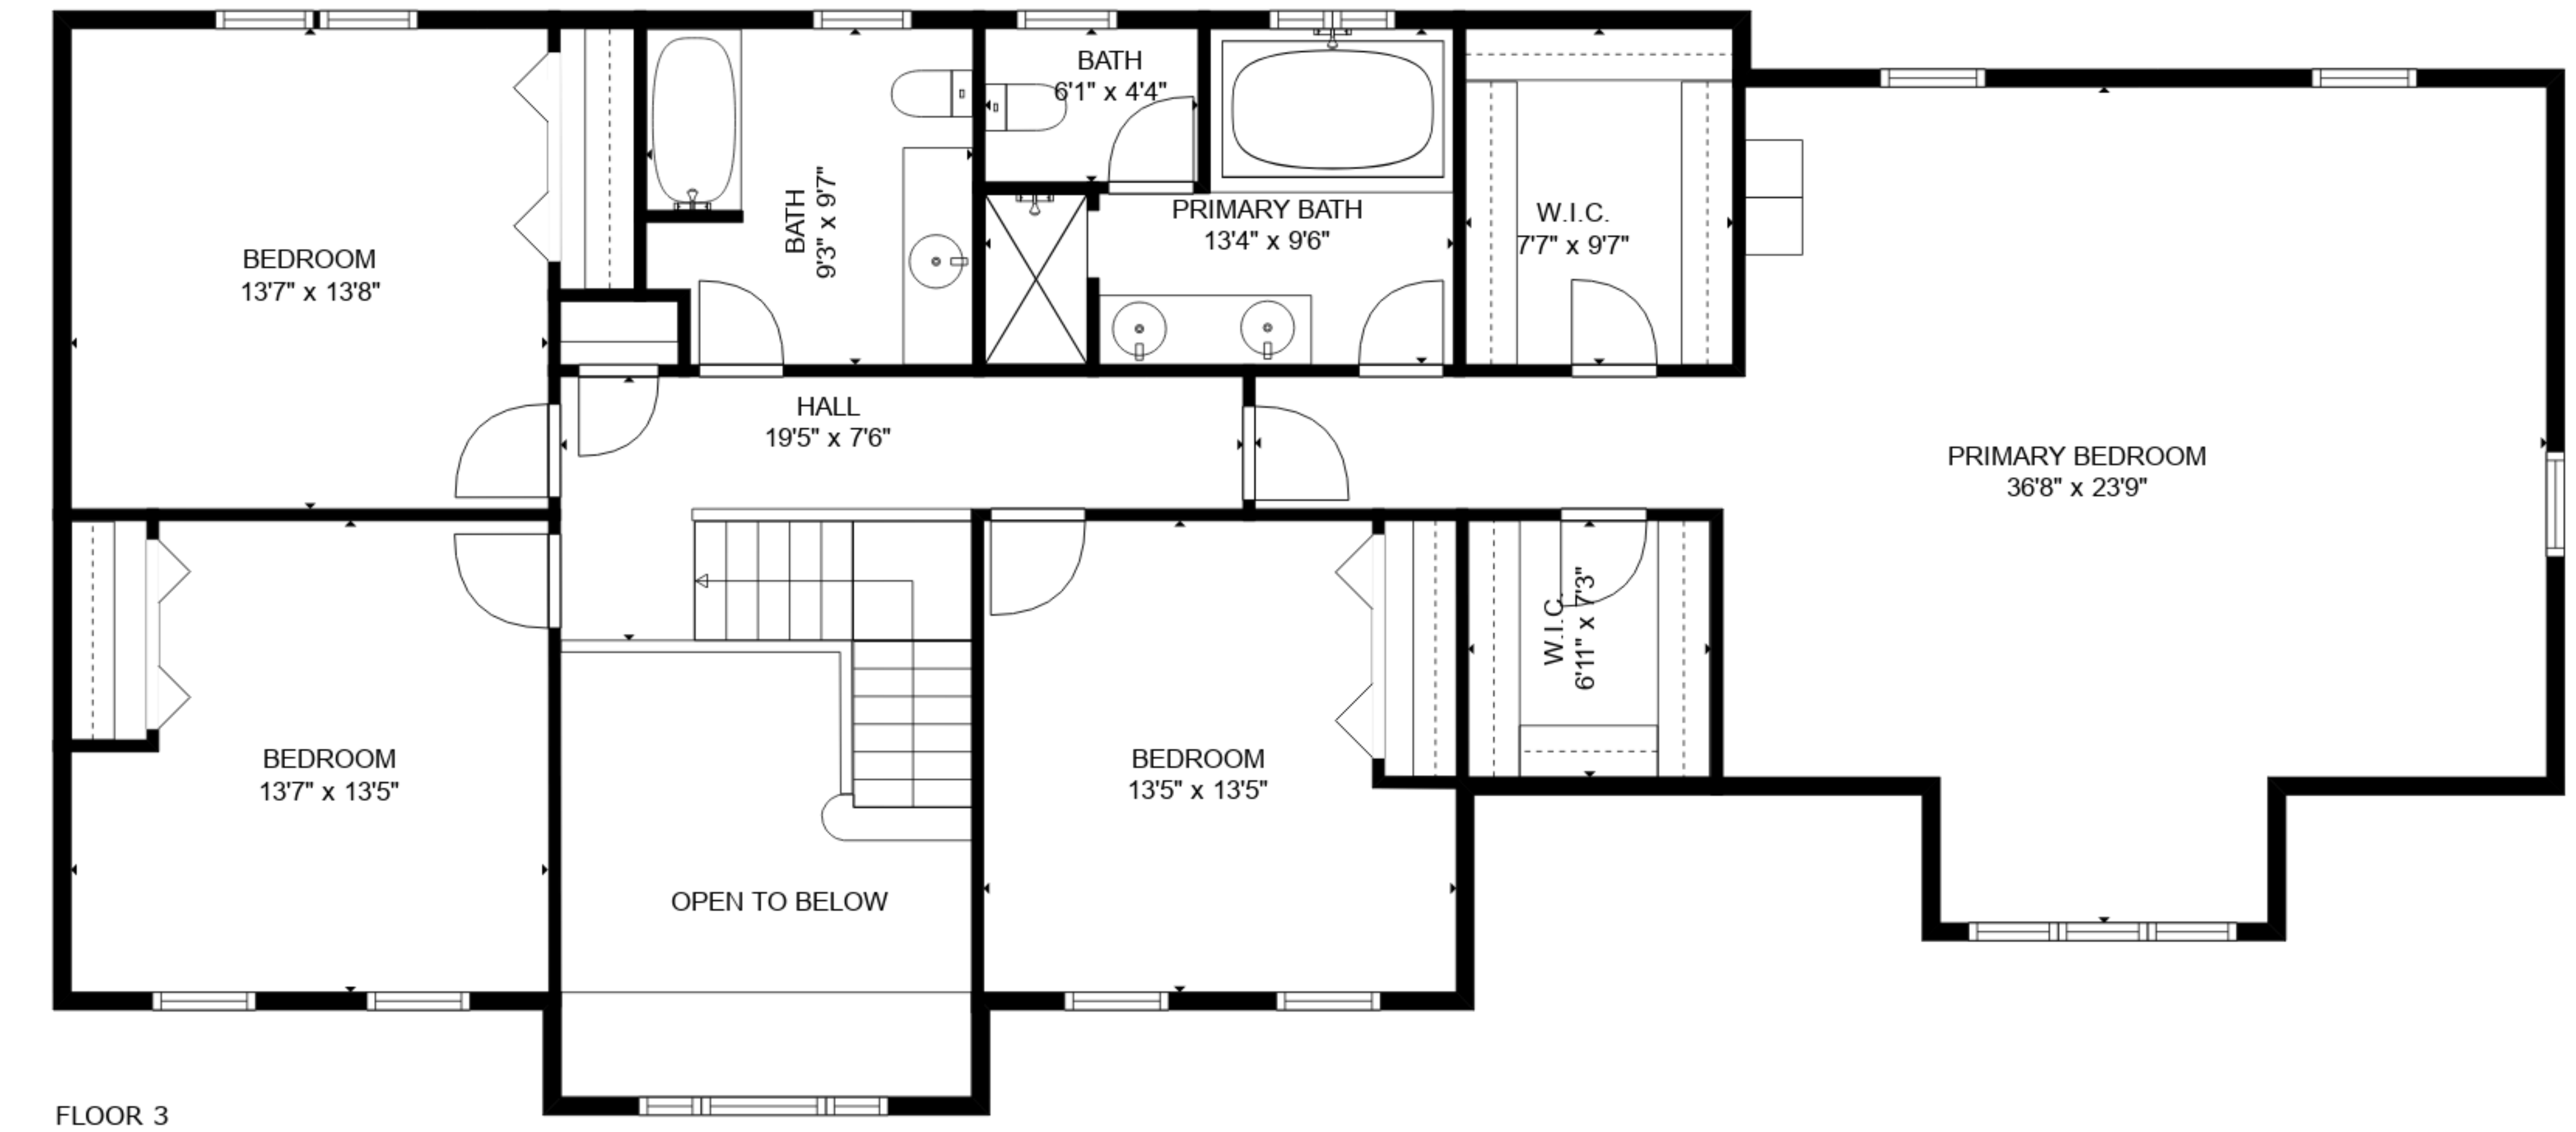 BATH
6'1" x 4'4"
PRIMARY BATH
13'4" x 9'6"
W.I.C.
7'7" x 9'7"
BATH
9'3" x 9'7"
BEDROOM
13'7" x 13'8"
HALL
19'5" x 7'6"
PRIMARY BEDROOM
36'8" x 23'9"
W.I.C.
6'11" x 7'3"
BEDROOM
13'7" x 13'5"
BEDROOM
13'5" x 13'5"
OPEN TO BELOW
FLOOR 3